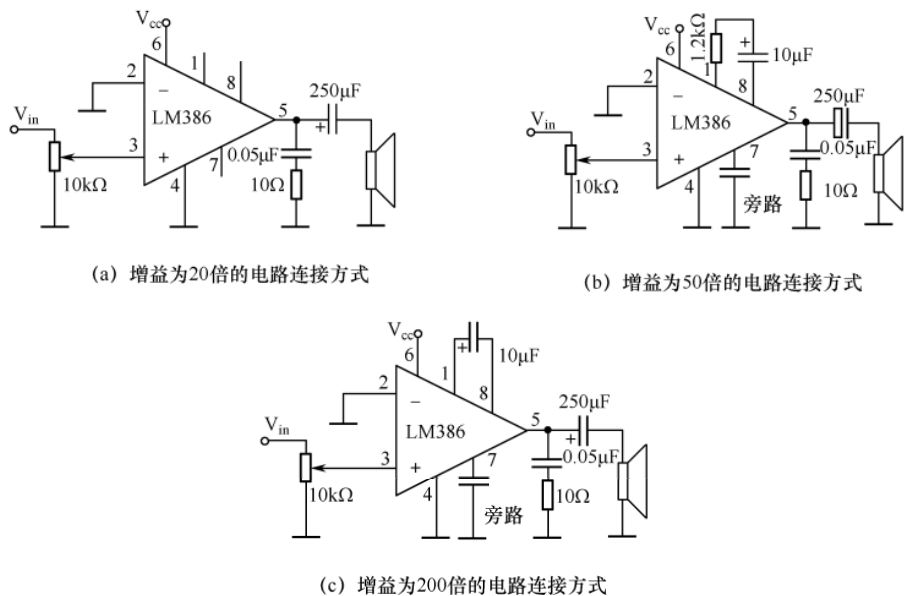 Vcc
6
2
1
8
−
LM386
5
250μF
+
Vin
3
+
7
0.05μF
10kΩ
4
10Ω
(a) 增益为20倍的电路连接方式
Vcc
6
1.2kΩ
+
10μF
2
1
8
−
LM386
5
250μF
Vin
3
+
7
0.05μF
10kΩ
4
10Ω
旁路
(b) 增益为50倍的电路连接方式
Vcc
6
+
10μF
2
1
8
−
LM386
5
250μF
+
Vin
3
+
7
0.05μF
10kΩ
4
10Ω
旁路
(c) 增益为200倍的电路连接方式